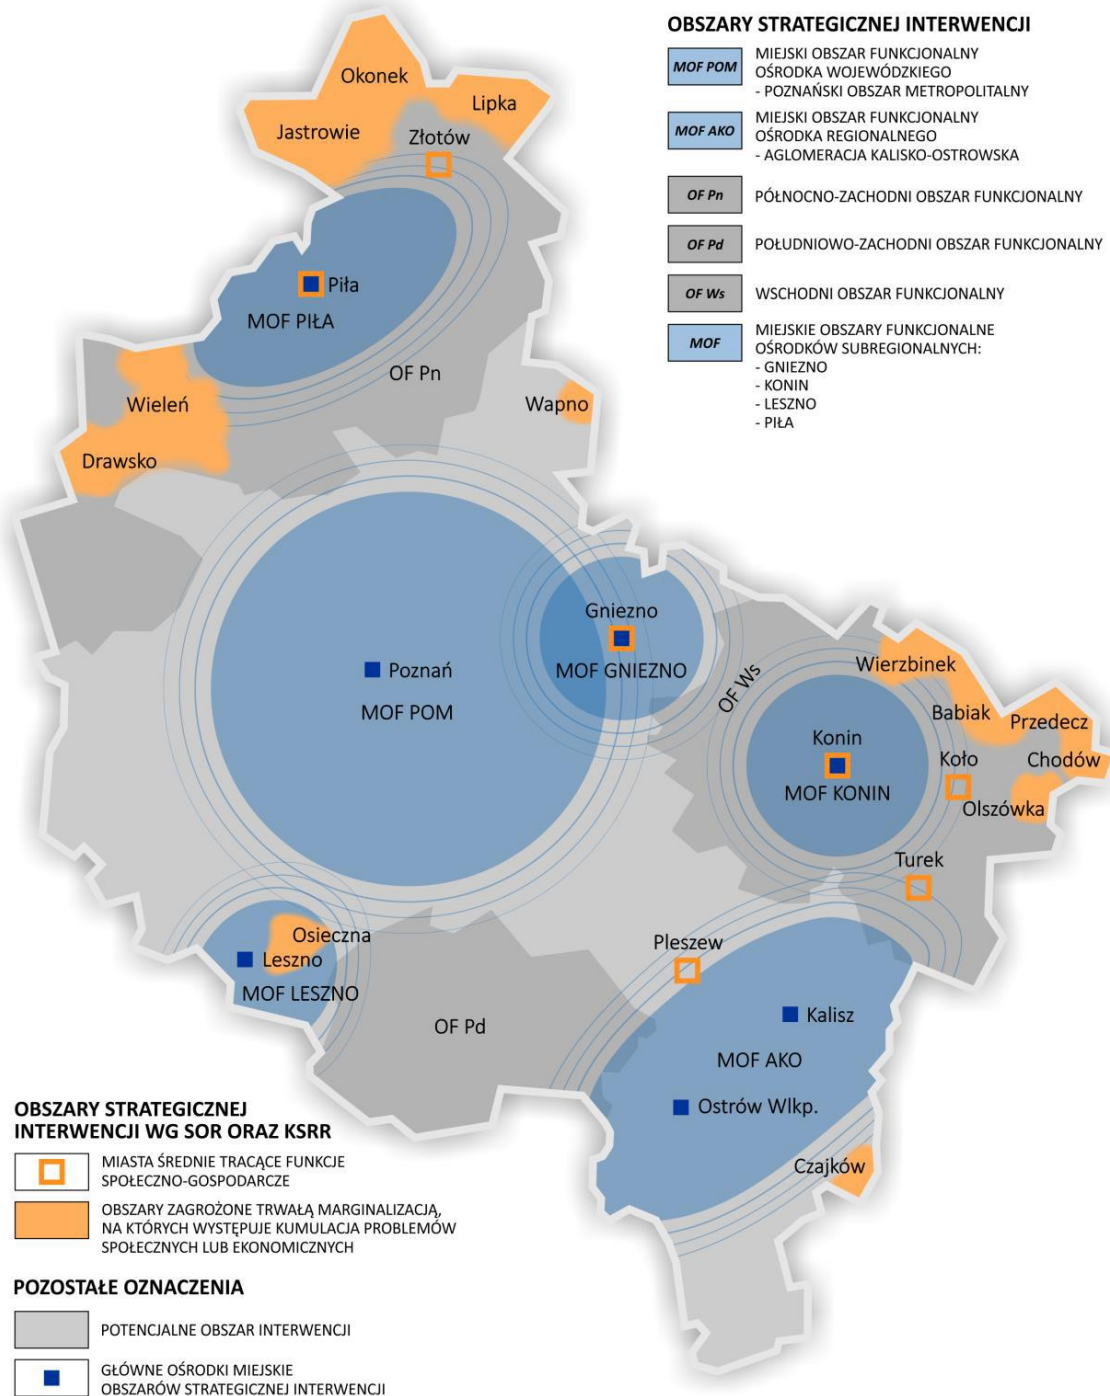 OBSZARY STRATEGICZNEJ INTERWENCJI
MOF POM
MIEJSKI OBSZAR FUNKCJONALNY
OŚRODKA WOJEWÓDZKIEGO
- POZNAŃSKI OBSZAR METROPOLITALNY
MOF AKO
MIEJSKI OBSZAR FUNKCJONALNY
OŚRODKA REGIONALNEGO
- AGLOMERACJA KALISKO-OSTROWSKA
OF Pn
PÓŁNOCNO-ZACHODNI OBSZAR FUNKCJONALNY
OF Pd
POŁUDNIOWO-ZACHODNI OBSZAR FUNKCJONALNY
OF Ws
WSCHODNI OBSZAR FUNKCJONALNY
MOF
MIEJSKIE OBSZARY FUNKCJONALNE
OŚRODKÓW SUBREGIONALNYCH:
- GNIEZNO
- KONIN
- LESZNO
- PIŁA
Okonek
Lipka
Jastrowie
Złotów
Piła
MOF PIŁA
OF Pn
Wieleń
Wapno
Drawsko
Gniezno
Poznań
MOF GNIEZNO
MOF POM
OF Ws
Wierzbinek
Babiak
Przedecz
Konin
Koło
Chodów
MOF KONIN
Olszówka
Turek
Osieczna
Leszno
MOF LESZNO
Pleszew
OF Pd
Kalisz
MOF AKO
Ostrów Wlkp.
Czajków
OBSZARY STRATEGICZNEJ
INTERWENCJI WG SOR ORAZ KSRR
MIASTA ŚREDNIE TRACĄCE FUNKCJE
SPOŁECZNO-GOSPODARCZE
OBSZARY ZAGROŻONE TRWAŁĄ MARGINALIZACJĄ,
NA KTÓRYCH WYSTĘPUJE KUMULACJA PROBLEMÓW
SPOŁECZNYCH LUB EKONOMICZNYCH
POZOSTAŁE OZNACZENIA
POTENCJALNE OBSZAR INTERWENCJI
GŁÓWNE OŚRODKI MIEJSKIE
OBSZARÓW STRATEGICZNEJ INTERWENCJI